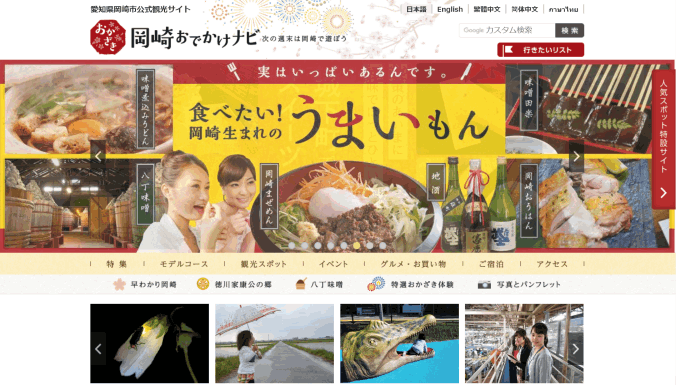 愛知県岡崎市公式観光サイト
日本語 English 繁體中文 简体中文 ภาษาไทย
おかざき
岡崎おでかけナビ 次の週末は岡崎で遊ぼう
Google カスタム検索 検索
行きたいリスト
実はいっぱいあるんです。
味噌煮込みうどん
食べたい!
岡崎生まれの
うまいもん
味噌田楽
人気スポット特設サイト
八丁味噌
岡崎まぜめん
地酒
岡崎おうはん
特集 モデルコース 観光スポット イベント グルメ・お買い物 ご宿泊 アクセス
早わかり岡崎 徳川家康公の郷 八丁味噌 特選おかざき体験 写真とパンフレット